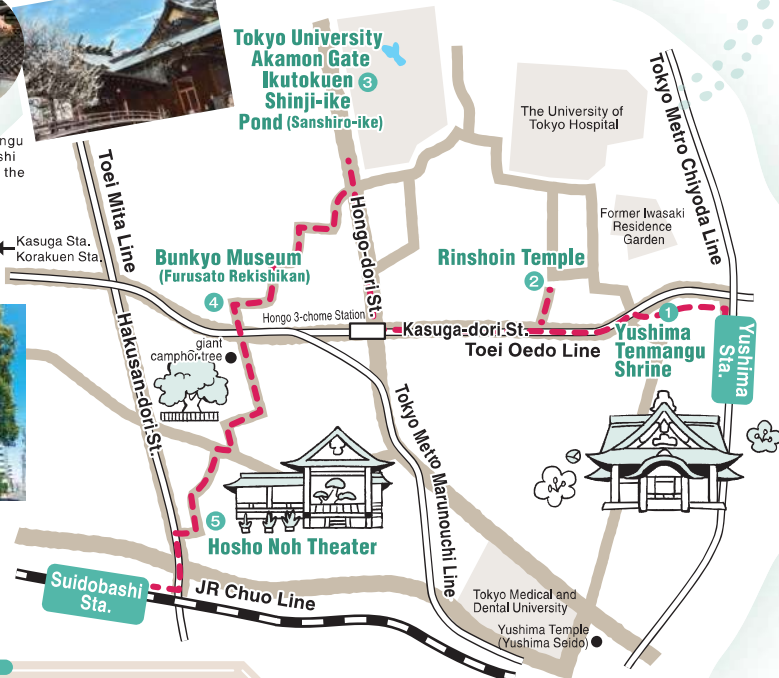 Tokyo University
Akamon Gate
Ikutokuen 3
Shinji-ike
Pond (Sanshiro-ike)
The University of
Tokyo Hospital
Tokyo Metro Chiyoda Line
ngu
shi
the
Toei Mita Line
Former Iwasaki
Residence
Garden
Kasuga Sta.
Korakuen Sta.
Hongo-dori St.
Bunkyo Museum
(Furusato Rekishikan)
4
Rinshoin Temple
2
Hongo 3-chome Station
Kasuga-dori St.
Toei Oedo Line
1
Yushima
Tenmangu
Shrine
Yushima
Sta.
giant
camphor tree
Hakusan-dori St.
Tokyo Metro Marunouchi Line
5
Hosho Noh Theater
Suidobashi
Sta.
JR Chuo Line
Tokyo Medical and
Dental University
Yushima Temple
(Yushima Seido)